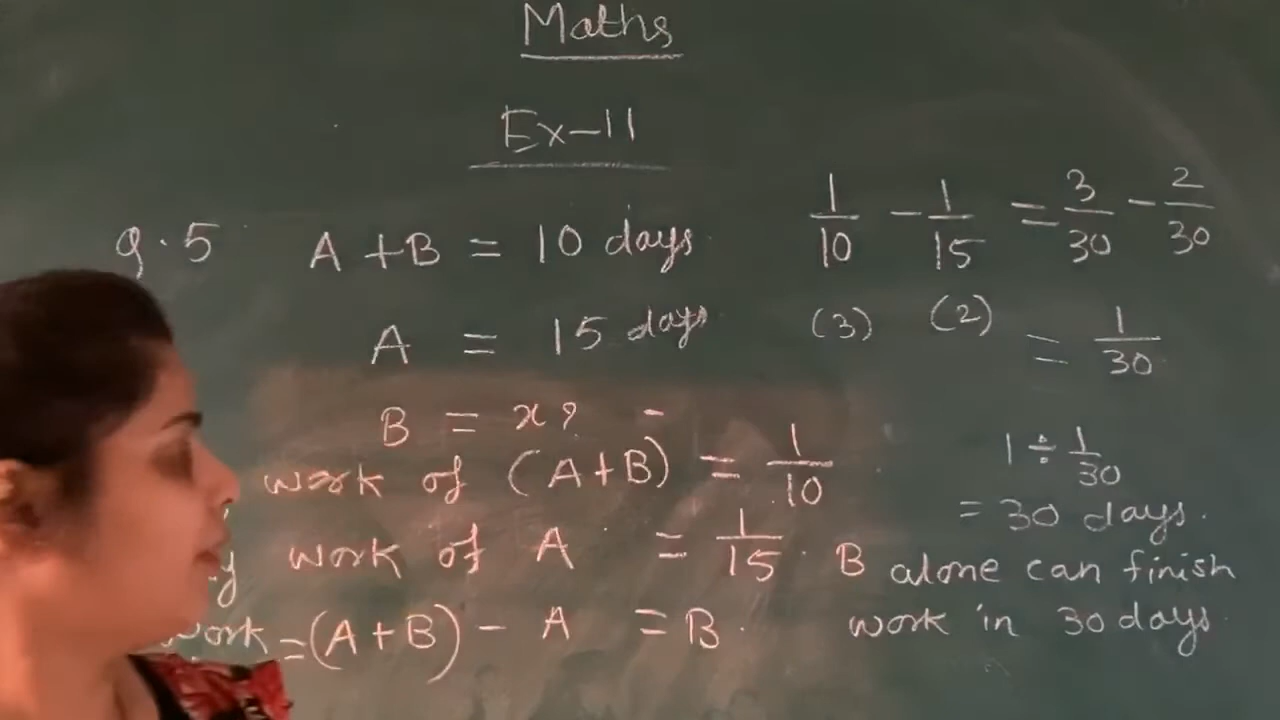 Maths
Ex-11
Q.5 A+B = 10 days
A = 15 days
B = x? -
work of (A+B) = 1/10
work of A = 1/15
work = (A+B) - A = B.
1/10 - 1/15 = 3/30 - 2/30
(3) (2)
= 1/30
1 ÷ 1/30
= 30 days.
B alone can finish
work in 30 days.